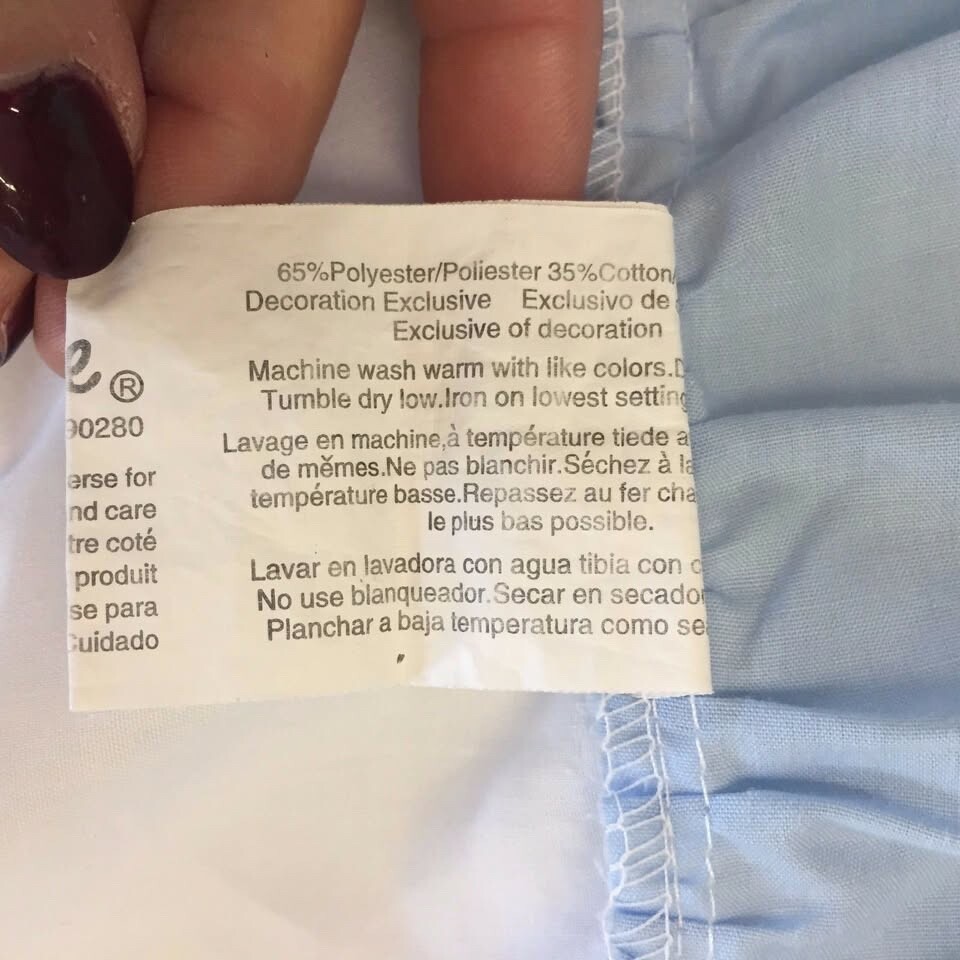 65%Polyester/Poliester 35%Cotton/
Decoration Exclusive Exclusivo de
Exclusive of decoration
Machine wash warm with like colors.
Tumble dry low.Iron on lowest setting
Lavage en machine,à température tiede a
de měmes.Ne pas blanchir.Séchez à la
température basse.Repassez au fer cha
le plus bas possible.
Lavar en lavadora con agua tibia con c
No use blanqueador.Secar en secador
Planchar a baja temperatura como se
e ®
90280
erse for
nd care
tre coté
produit
se para
Cuidado